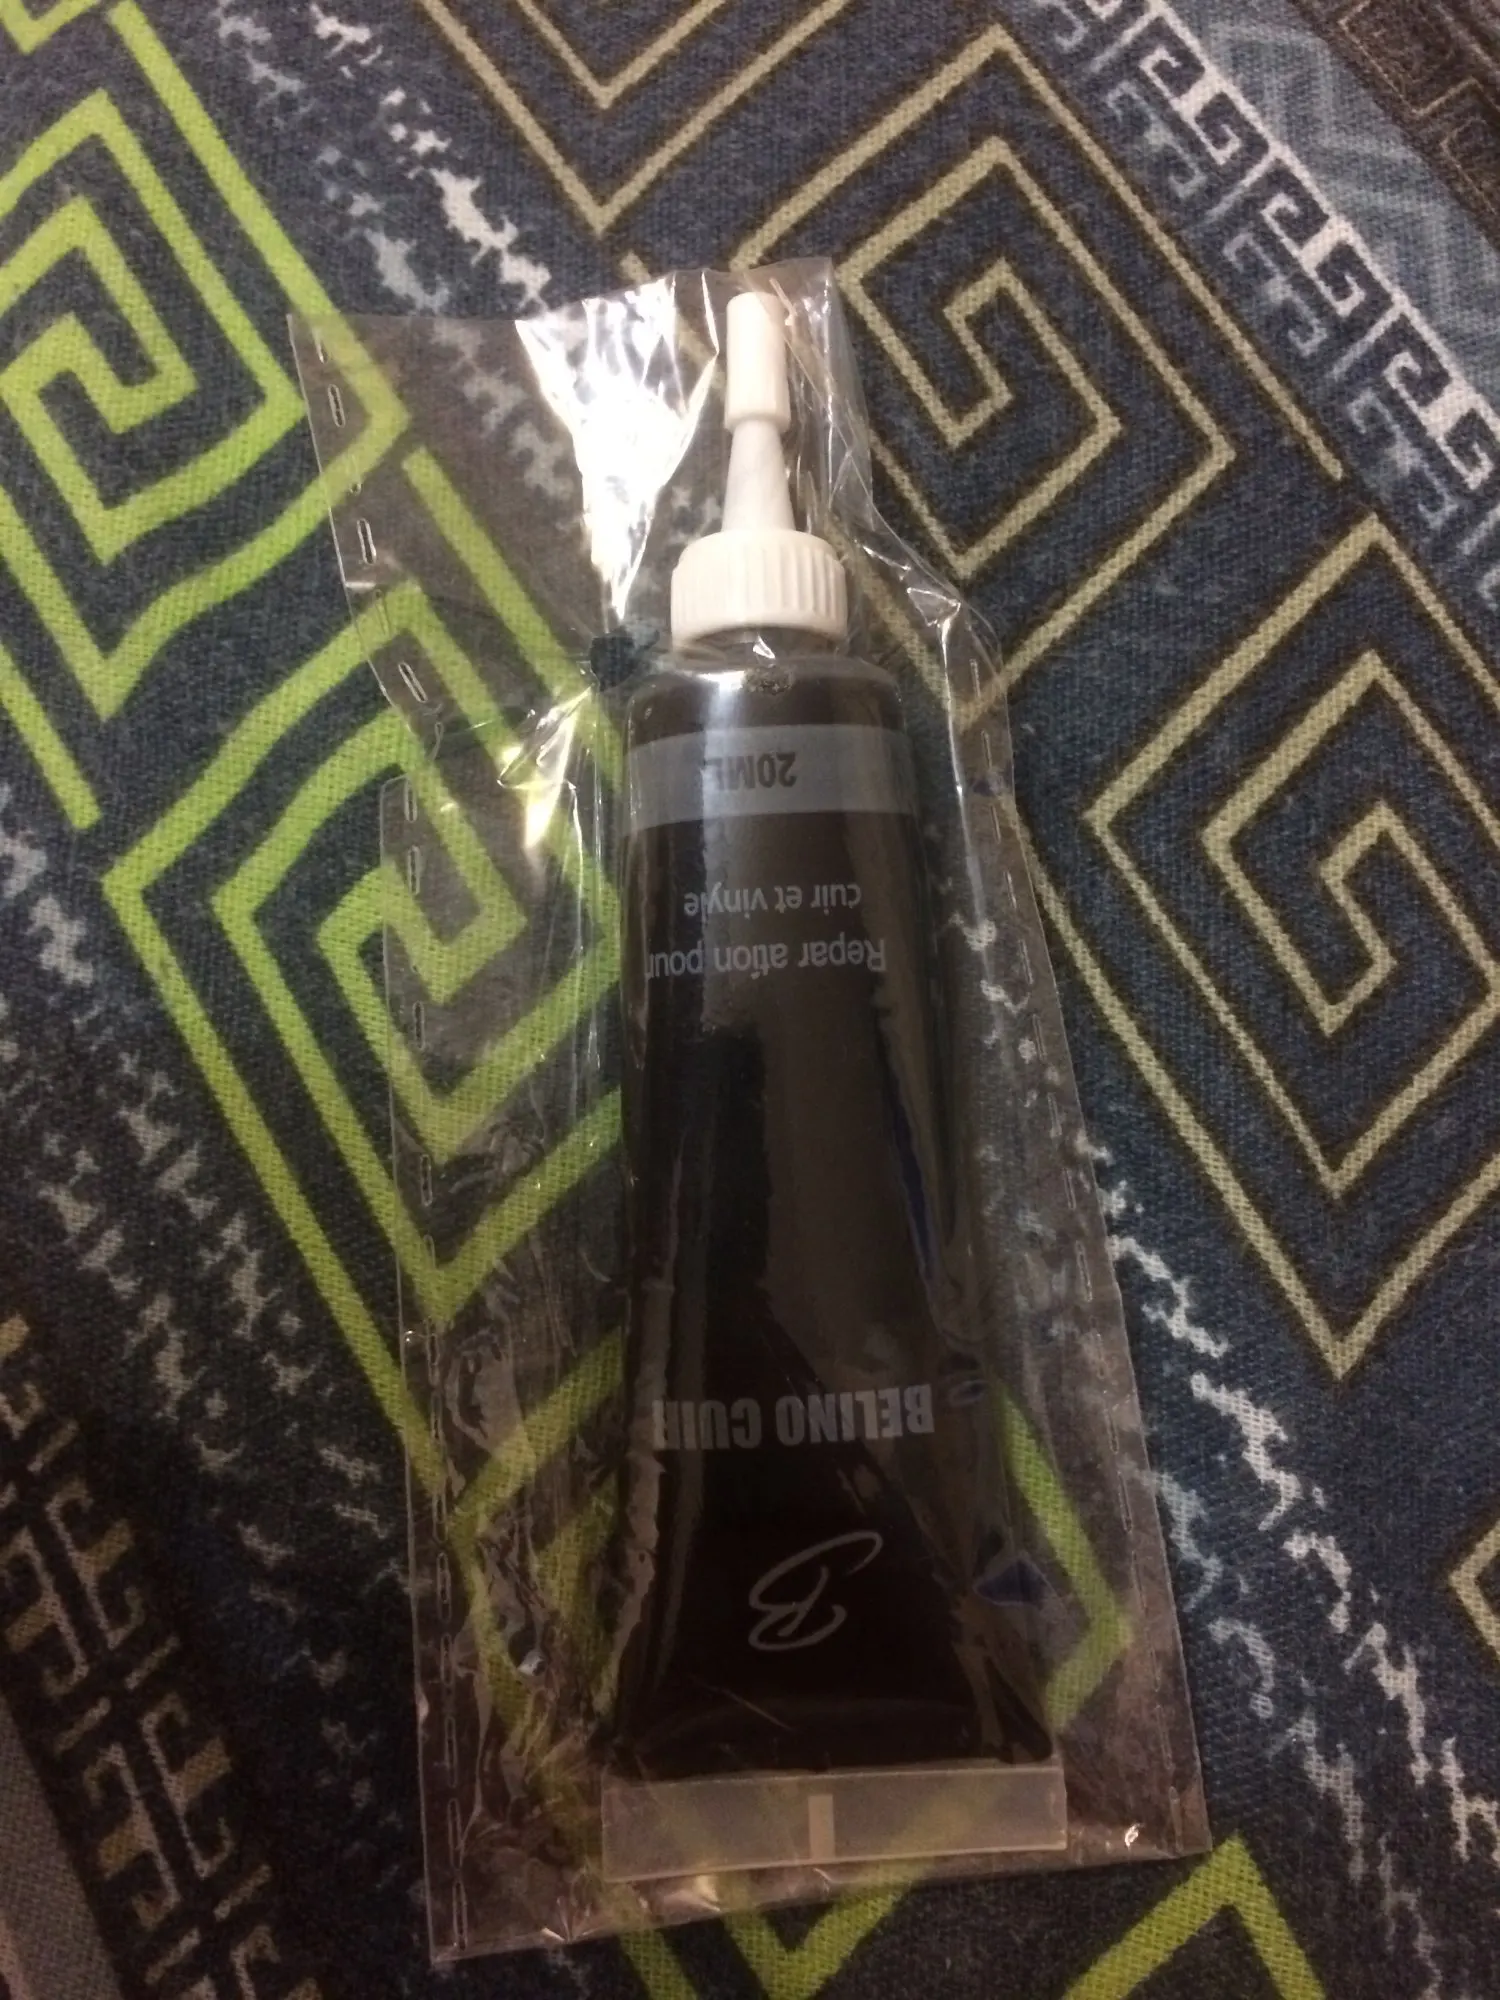 B
BELINO CUIR
Repar ation pour
cuir et vinyle
20ML